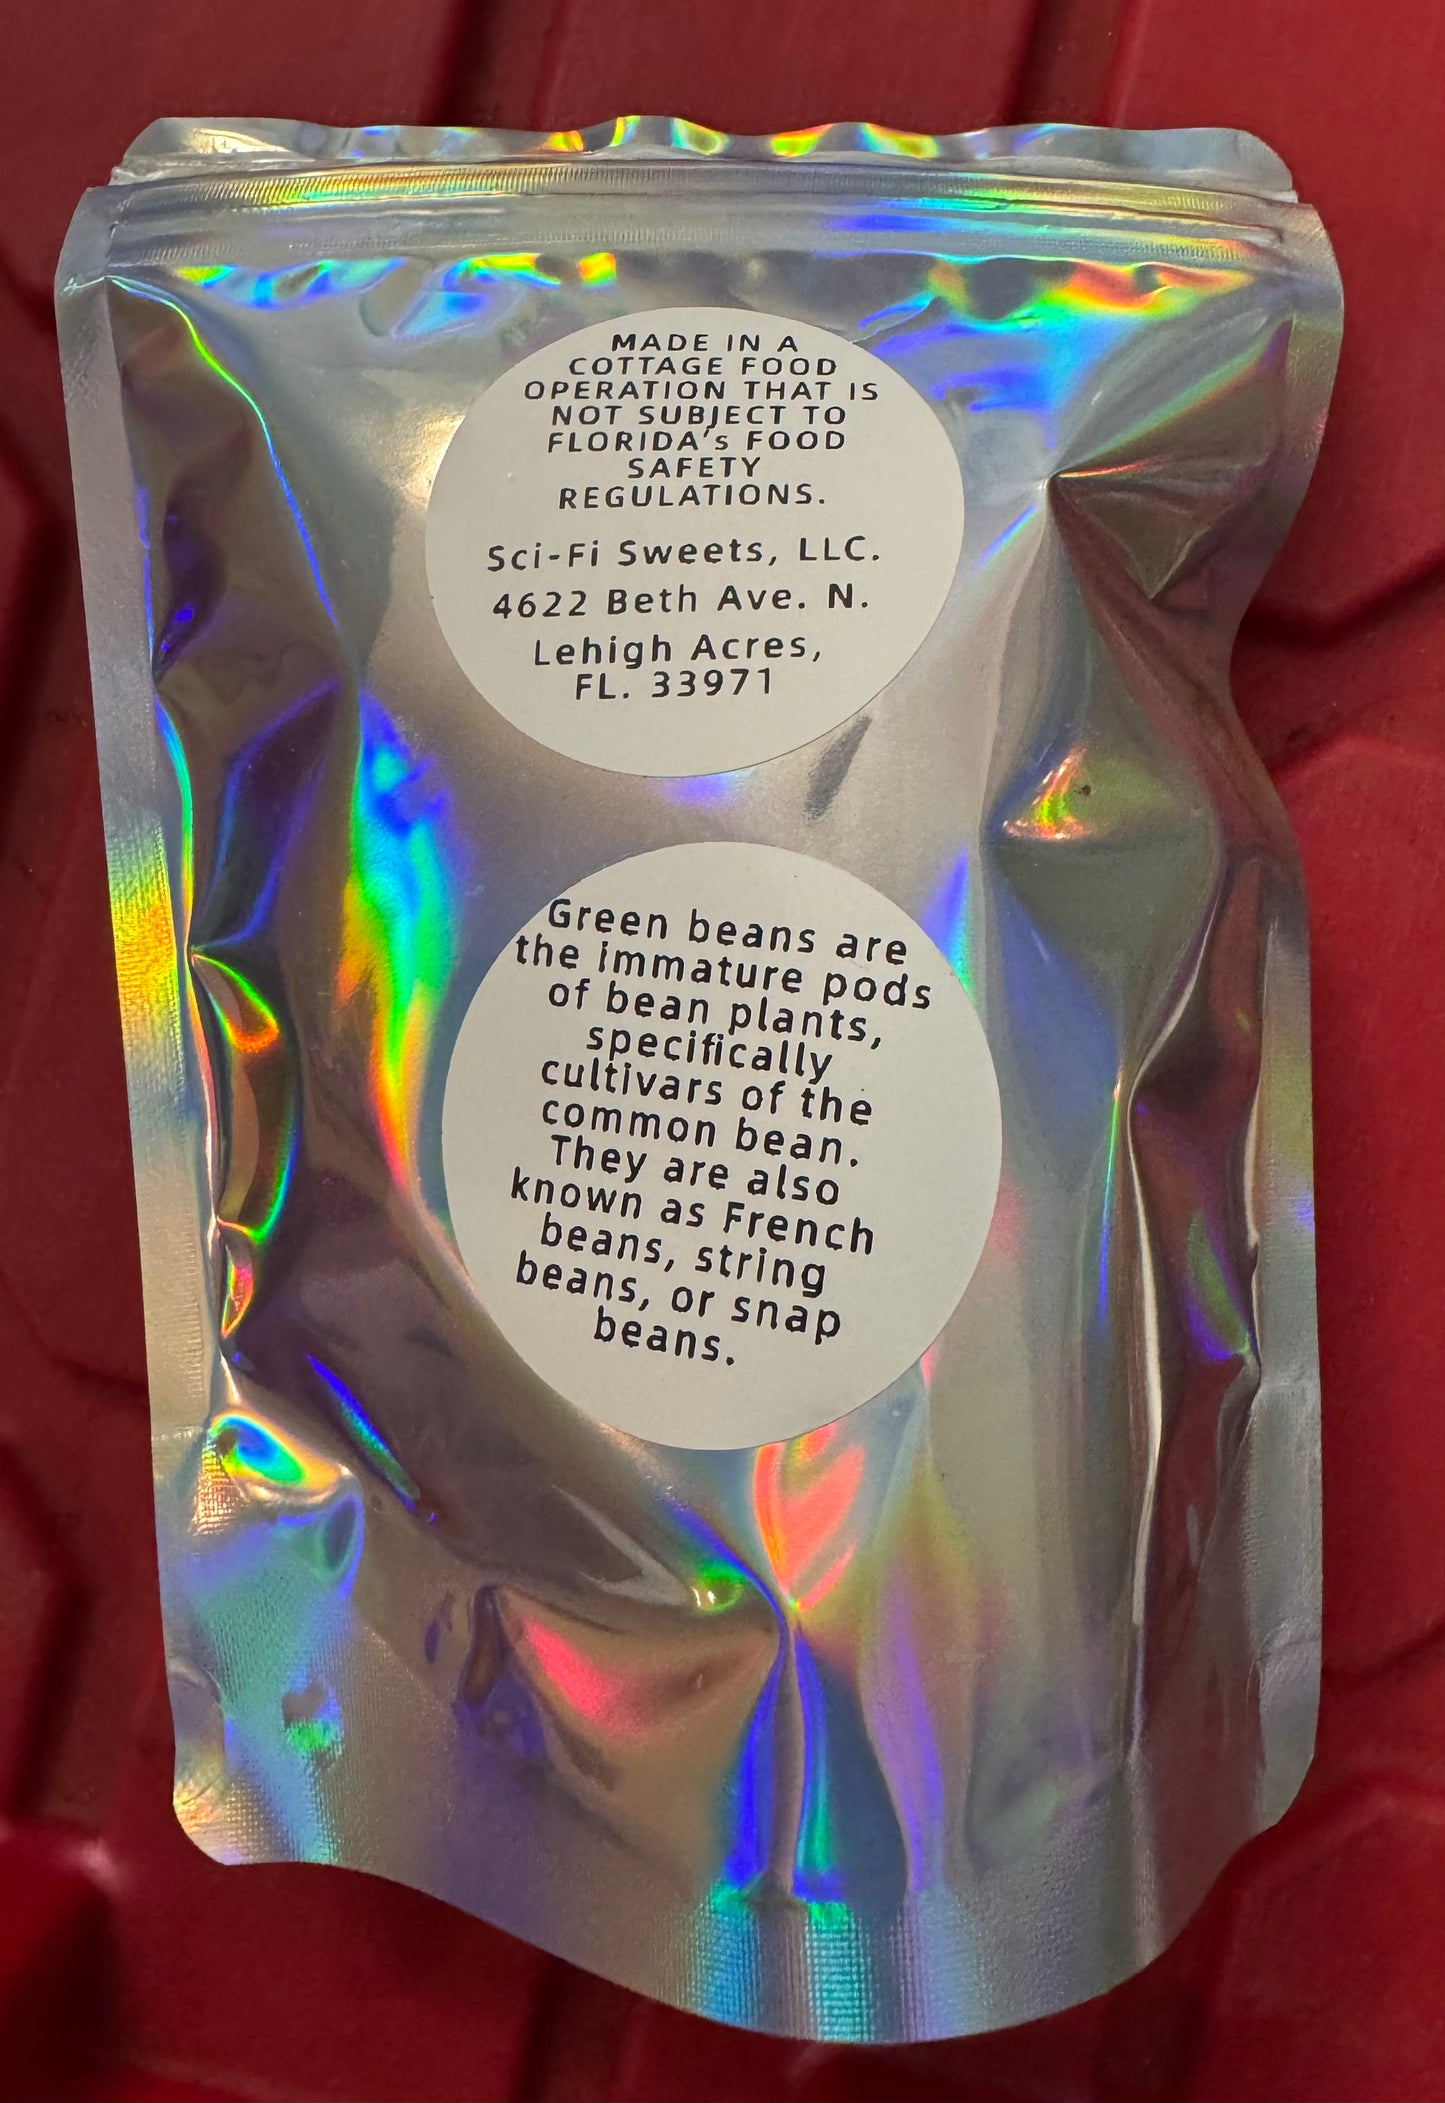 MADE IN A
COTTAGE FOOD
OPERATION THAT IS
NOT SUBJECT TO
FLORIDA's FOOD
SAFETY
REGULATIONS.
Sci-Fi Sweets, LLC.
4622 Beth Ave. N.
Lehigh Acres,
FL. 33971
Green beans are
the immature pods
of bean plants,
specifically
cultivars of the
common bean.
They are also
known as French
beans, string
beans, or snap
beans.